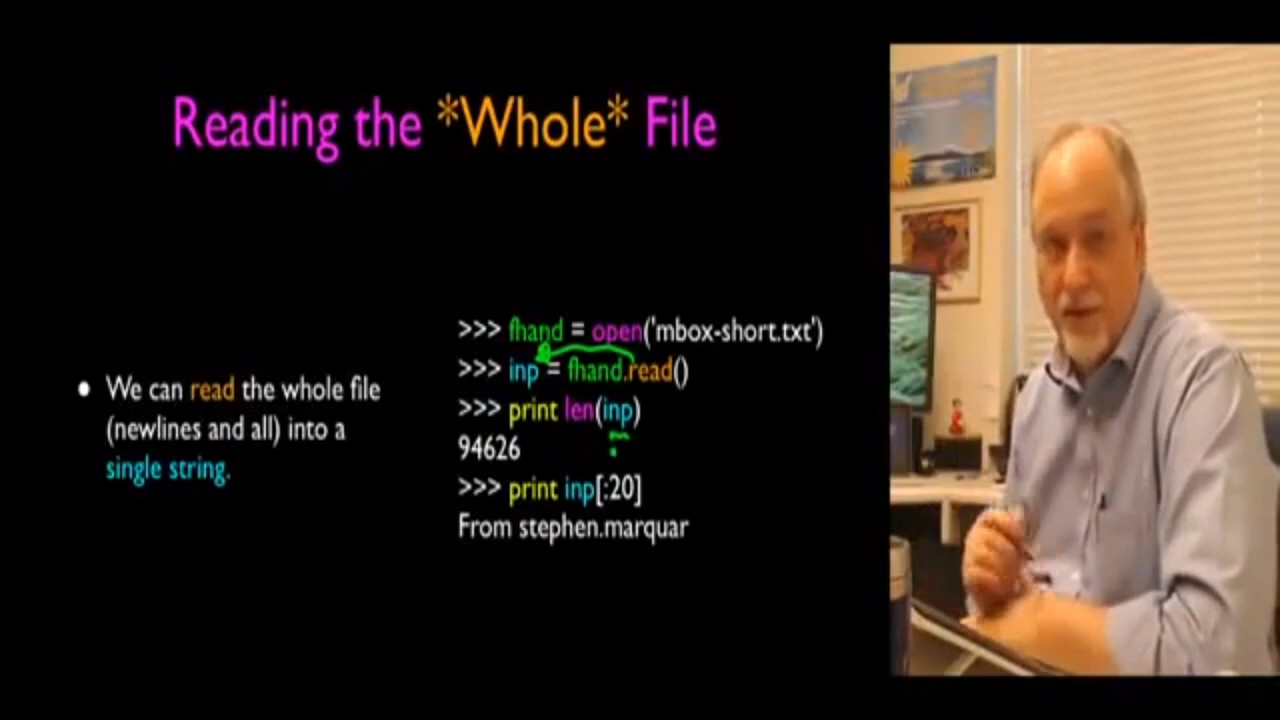 Reading the *Whole* File
• We can read the whole file
(newlines and all) into a
single string.
>>> fhand = open('mbox-short.txt')
>>> inp = fhand.read()
>>> print len(inp)
94626
>>> print inp[:20]
From stephen.marquar